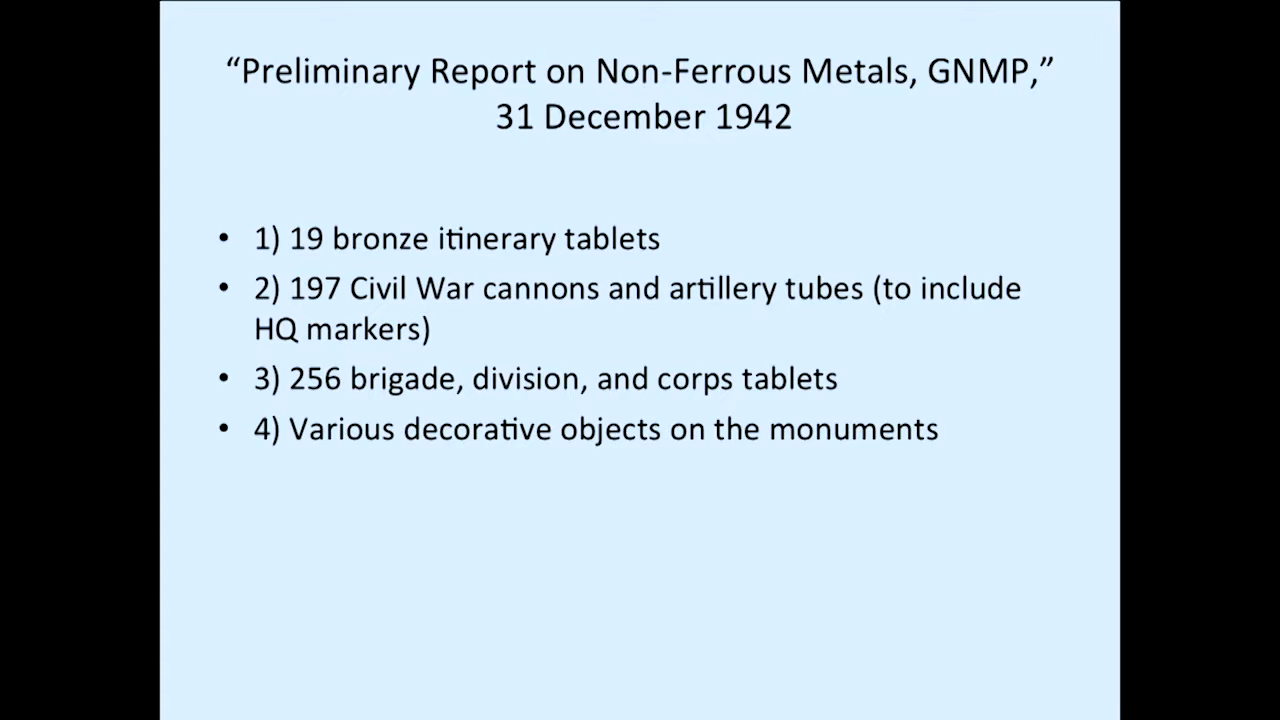 “Preliminary Report on Non-Ferrous Metals, GNMP,”
31 December 1942
• 1) 19 bronze itinerary tablets
• 2) 197 Civil War cannons and artillery tubes (to include
HQ markers)
• 3) 256 brigade, division, and corps tablets
• 4) Various decorative objects on the monuments